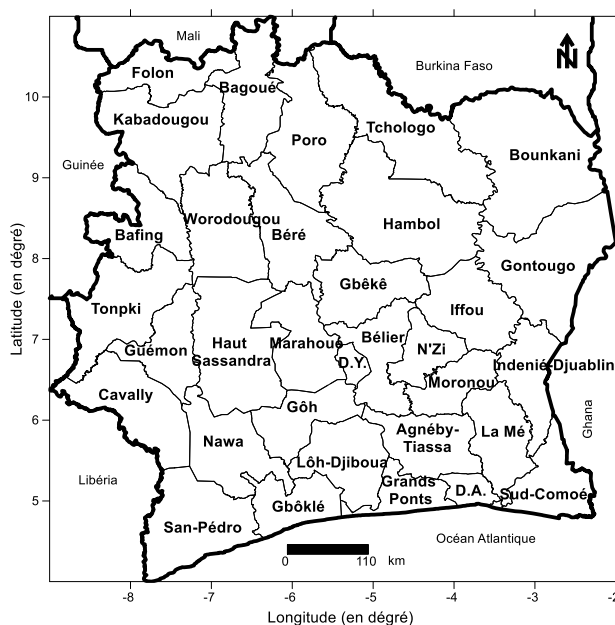 Mali
Burkina Faso
N
Folon
Bagoué
Kabadougou
Tchologo
Poro
Bounkani
Guinée
Worodougou
Hambol
Bafing
Béré
Gontougo
Gbêkê
Tonpki
Iffou
Marahoué
Bélier
Haut
Sassandra
Guémon
N'Zi
D.Y.
Indenié-Djuablin
Moronou
Cavally
Gôh
Ghana
Nawa
Agnéby-
Tiassa
La Mé
Lôh-Djiboua
Libéria
Grands
Ponts
D.A.
Sud-Comoé
Gbôklé
San-Pédro
Océan Atlantique
0 110 km
Latitude (en dégré)
10
9
8
7
6
5
-8 -7 -6 -5 -4 -3 -2
Longitude (en dégré)